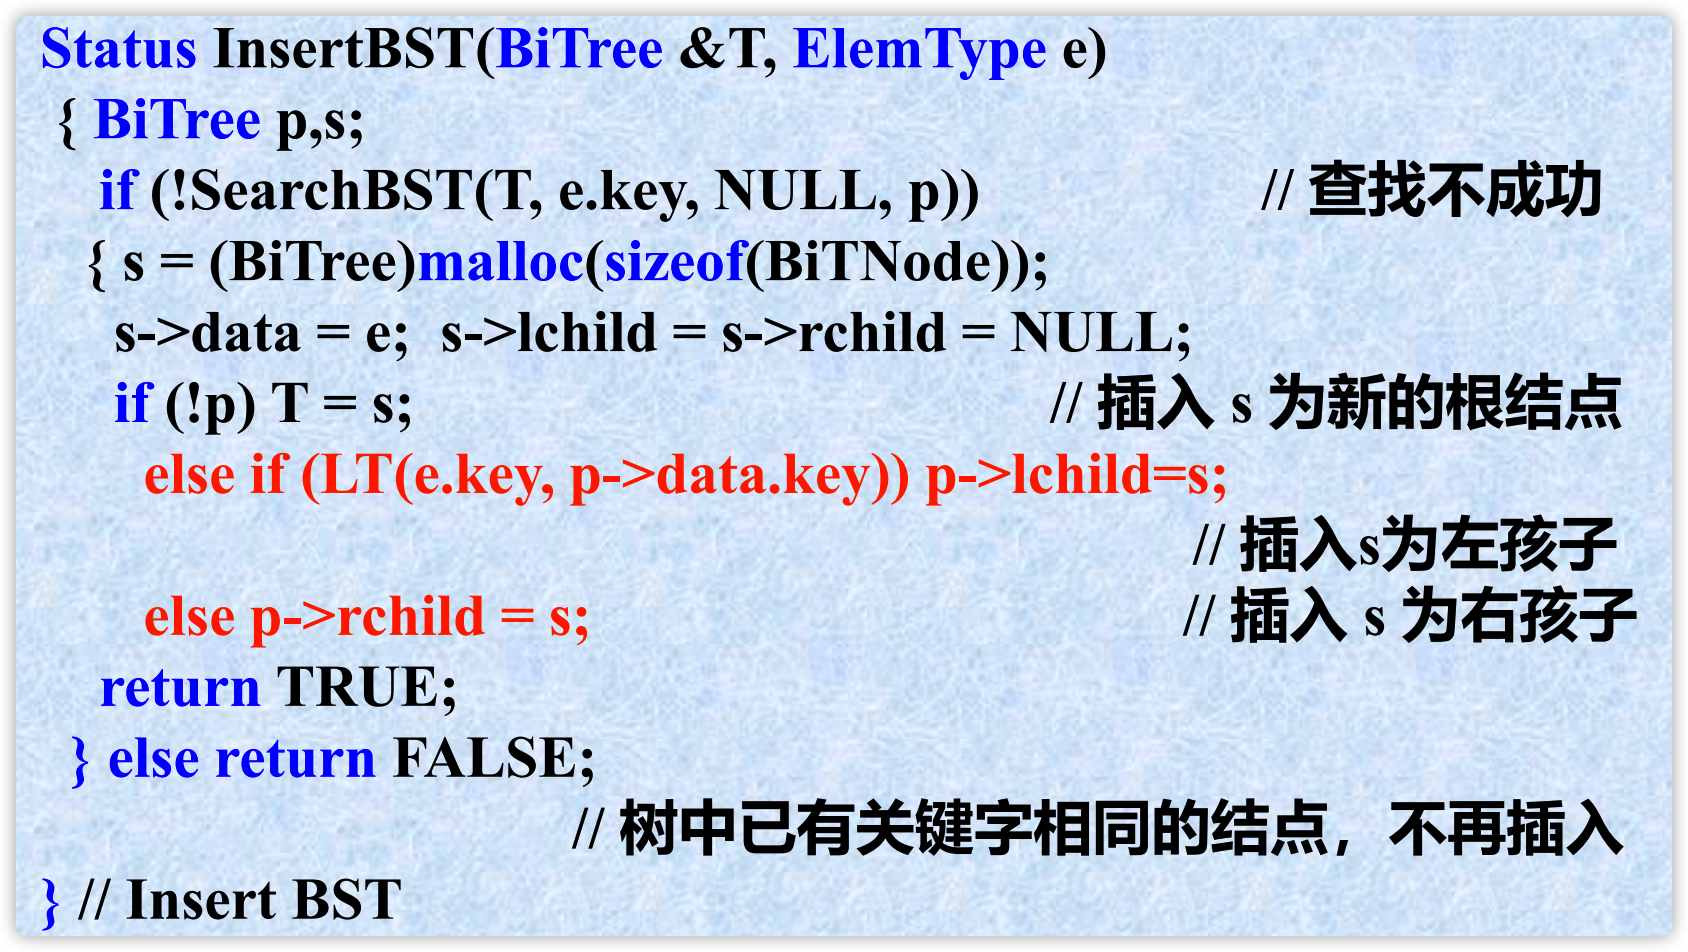 Status InsertBST(BiTree &T, ElemType e)
{ BiTree p,s;
if (!SearchBST(T, e.key, NULL, p)) // 查找不成功
{ s = (BiTree)malloc(sizeof(BiTNode));
s->data = e; s->lchild = s->rchild = NULL;
if (!p) T = s; // 插入 s 为新的根结点
else if (LT(e.key, p->data.key)) p->lchild=s;
// 插入s为左孩子
else p->rchild = s; // 插入 s 为右孩子
return TRUE;
} else return FALSE;
// 树中已有关键字相同的结点，不再插入
} // Insert BST